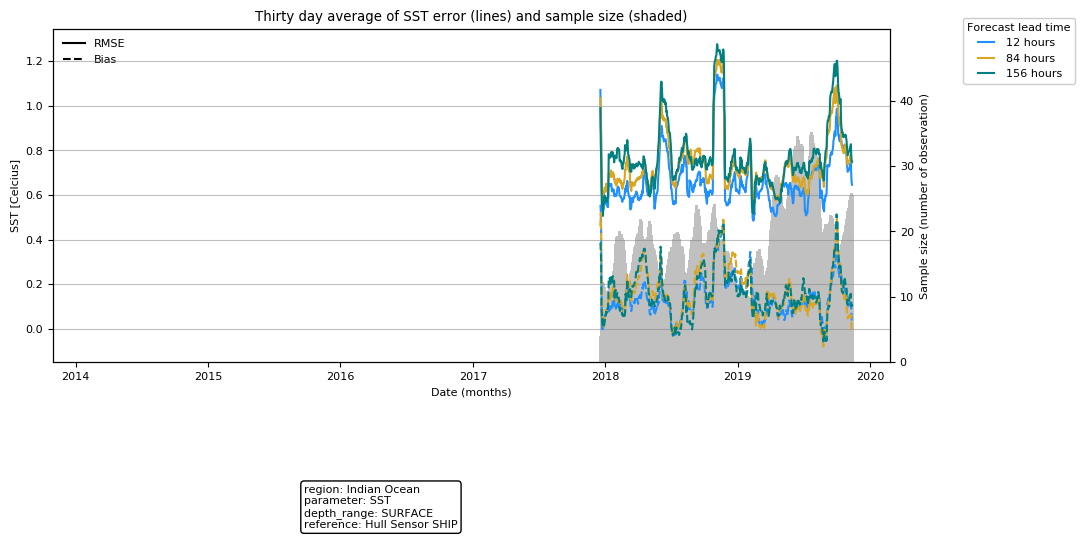 Thirty day average of SST error (lines) and sample size (shaded)
Forecast lead time
12 hours
84 hours
156 hours
RMSE
Bias
SST [Celcius]
1.2
1.0
0.8
0.6
0.4
0.2
0.0
Sample size (number of observation)
40
30
20
10
0
2014
2015
2016
2017
2018
2019
2020
Date (months)
region: Indian Ocean
parameter: SST
depth_range: SURFACE
reference: Hull Sensor SHIP